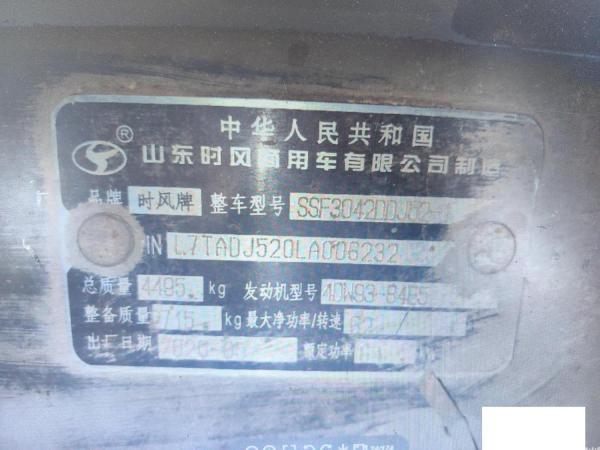 中华人民共和国
山东时风商用车有限公司制造
品牌 时风牌 整车型号 SSF3042DDJ52-
VIN L7TADJ520LA006232
总质量 4495 kg 发动机型号 4DW93-84E5
整备质量 kg 最大净功率/转速 62/
出厂日期 2020 额定功率